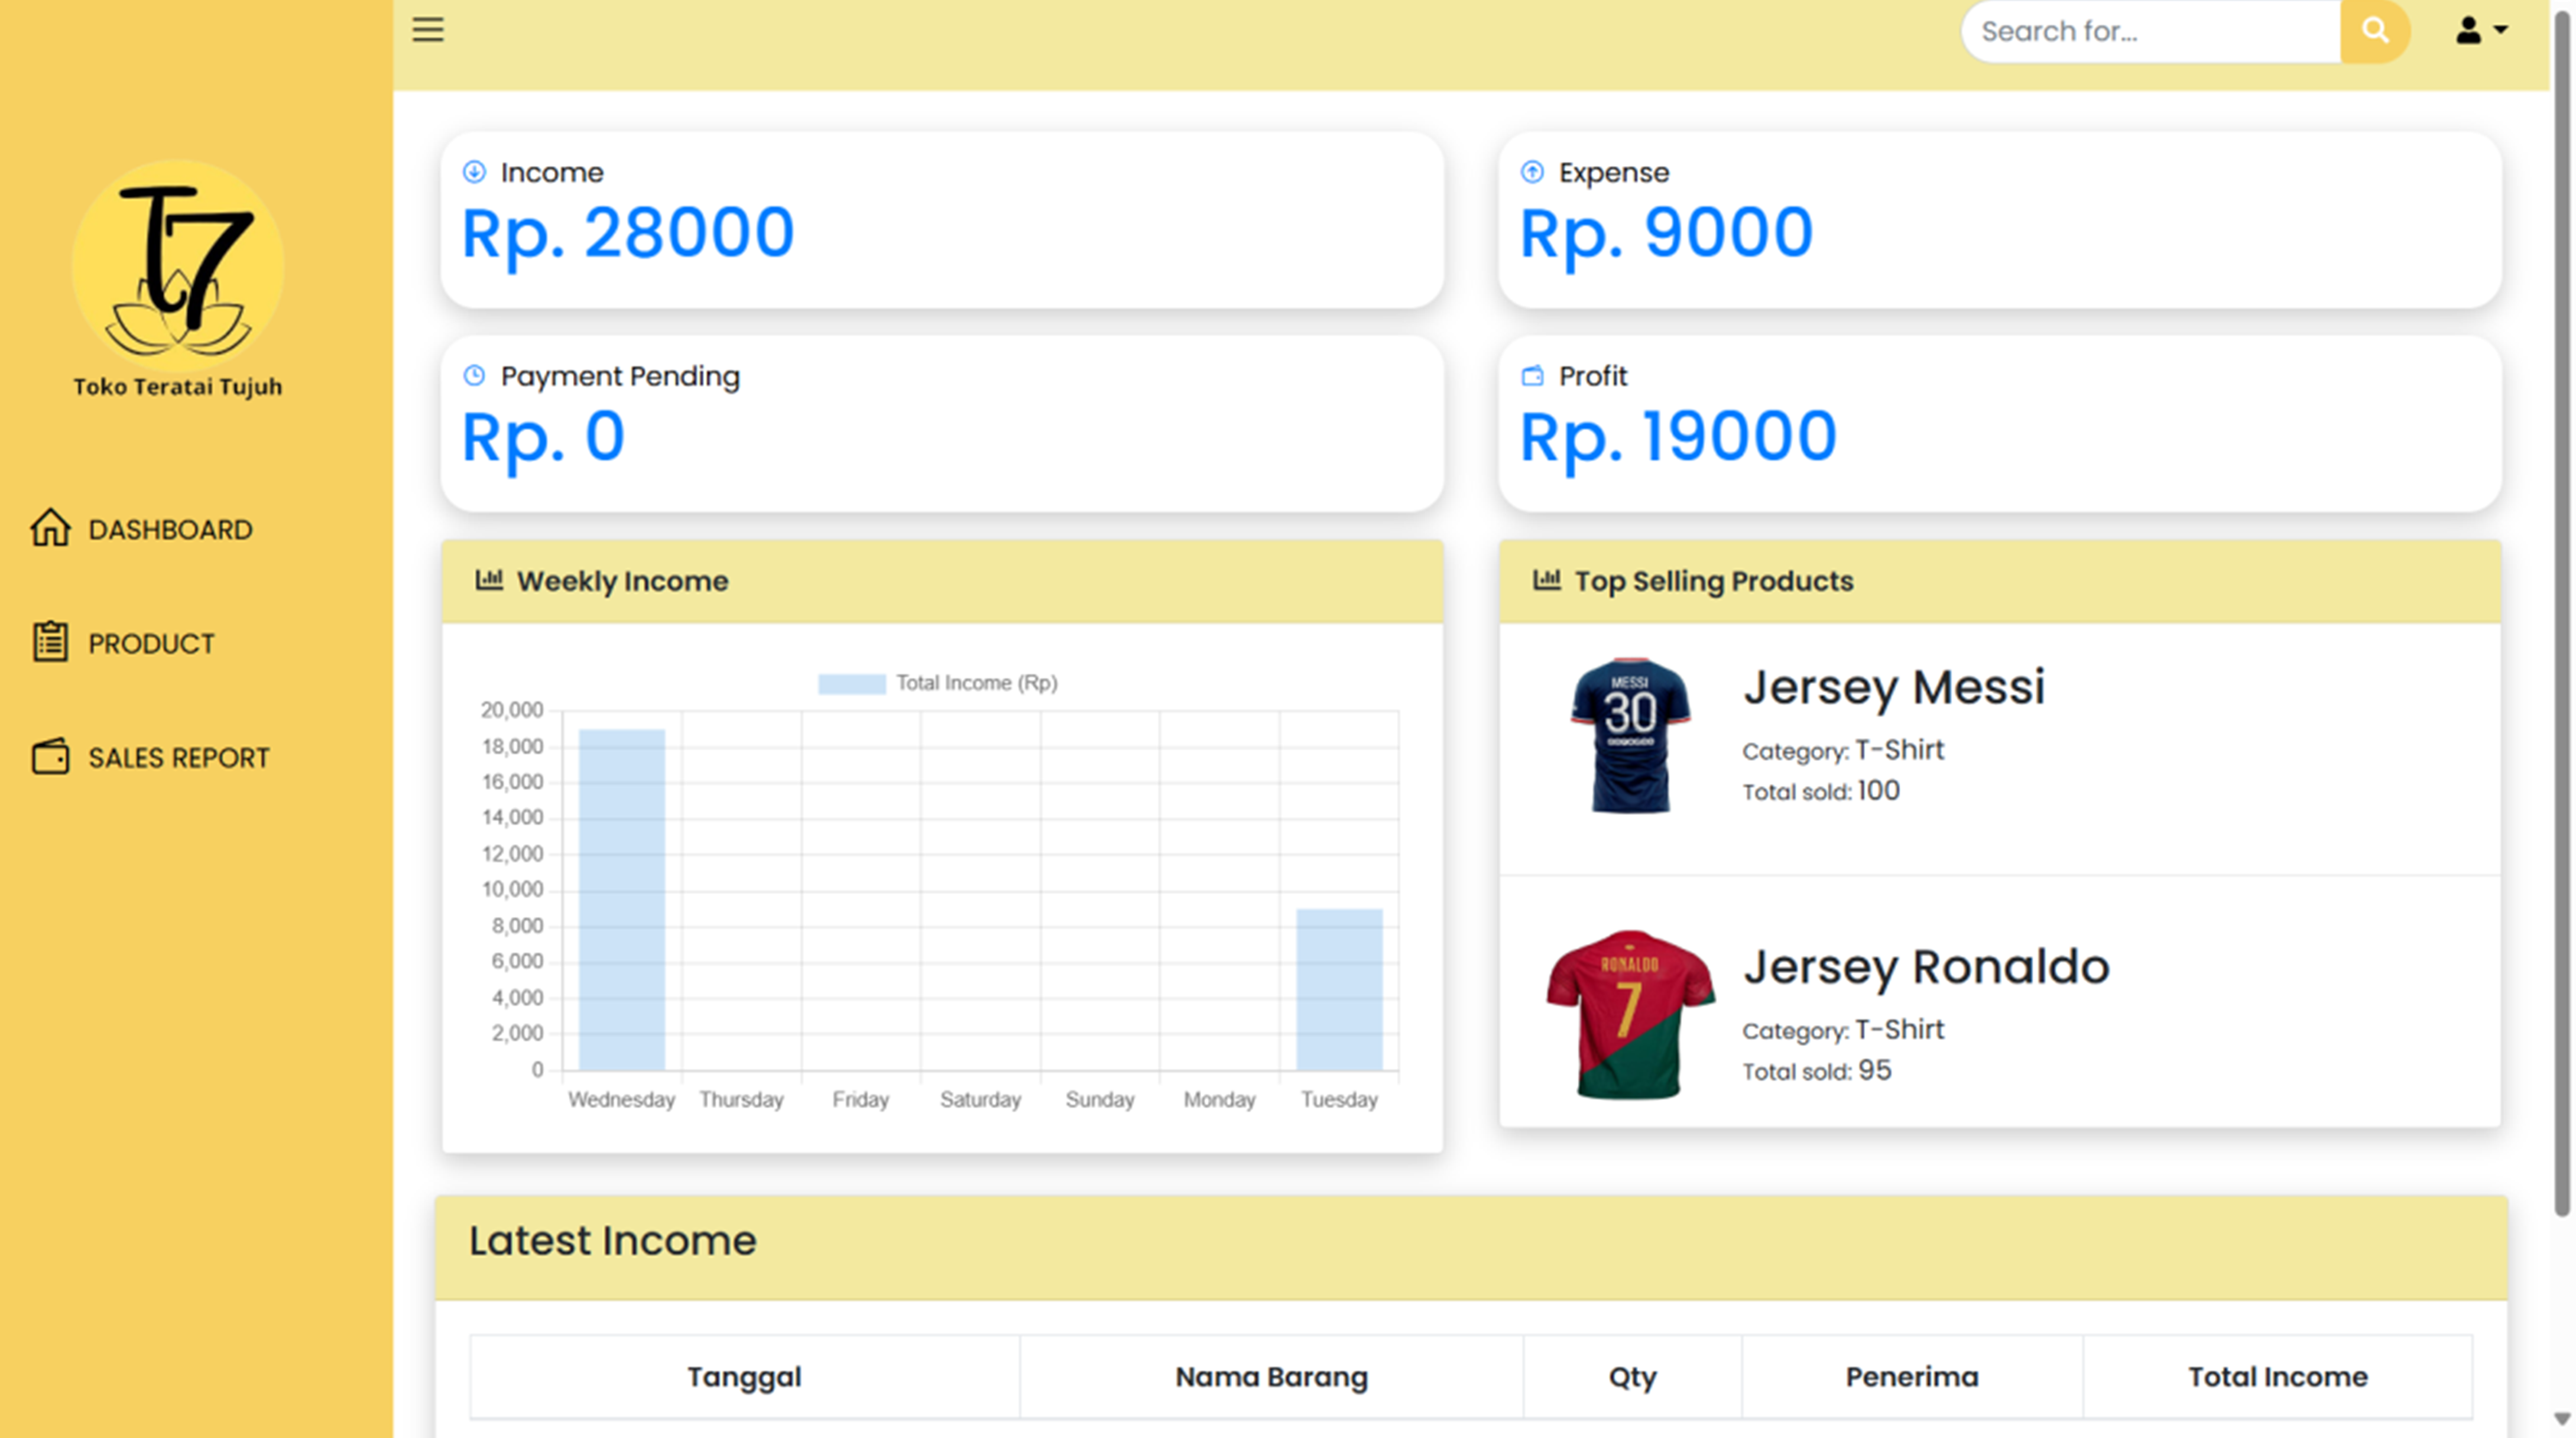 Search for...
T7
Toko Teratai Tujuh
DASHBOARD
PRODUCT
SALES REPORT
Income
Rp. 28000
Expense
Rp. 9000
Payment Pending
Rp. 0
Profit
Rp. 19000
Weekly Income
Total Income (Rp)
20,000
18,000
16,000
14,000
12,000
10,000
8,000
6,000
4,000
2,000
0
Wednesday Thursday Friday Saturday Sunday Monday Tuesday
Top Selling Products
MESSI
30
Jersey Messi
Category: T-Shirt
Total sold: 100
RONALDO
7
Jersey Ronaldo
Category: T-Shirt
Total sold: 95
Latest Income
Tanggal Nama Barang Qty Penerima Total Income